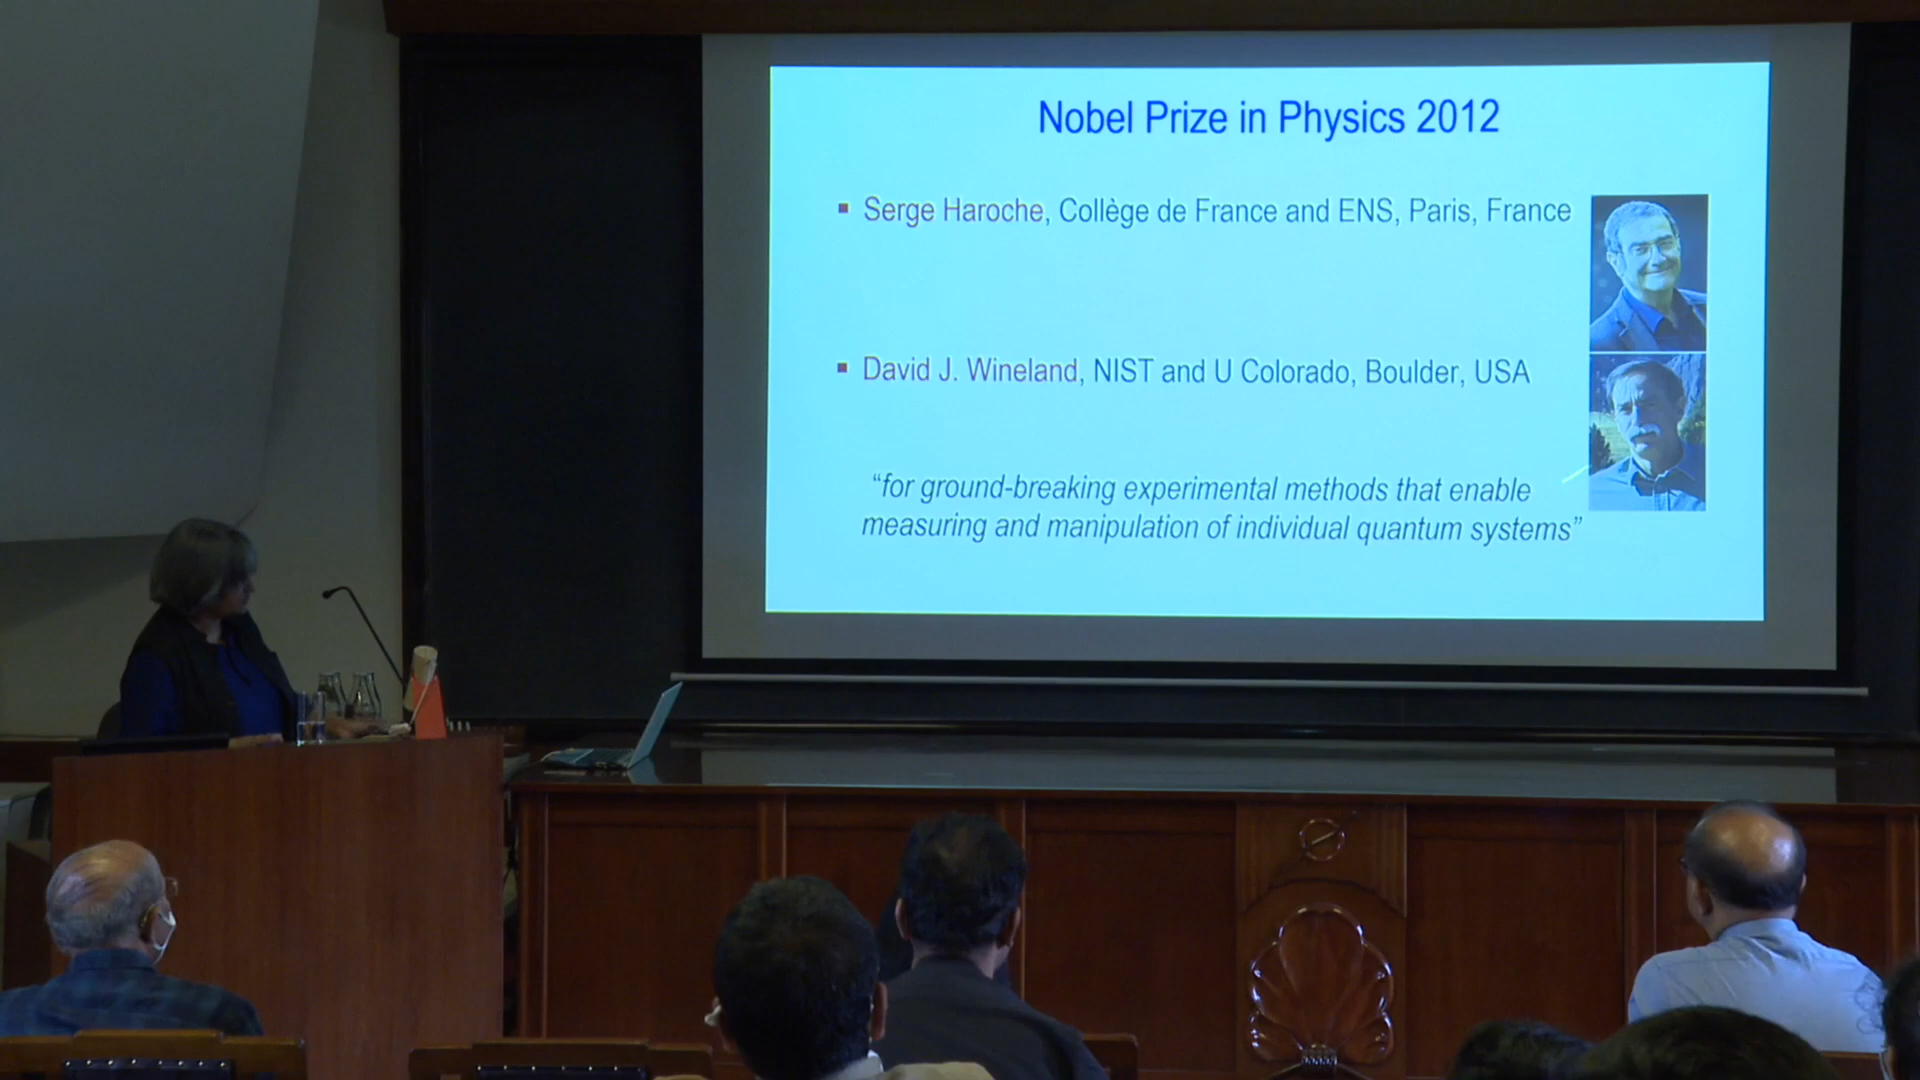 Nobel Prize in Physics 2012
Serge Haroche, Collège de France and ENS, Paris, France
David J. Wineland, NIST and U Colorado, Boulder, USA
“for ground-breaking experimental methods that enable
measuring and manipulation of individual quantum systems”